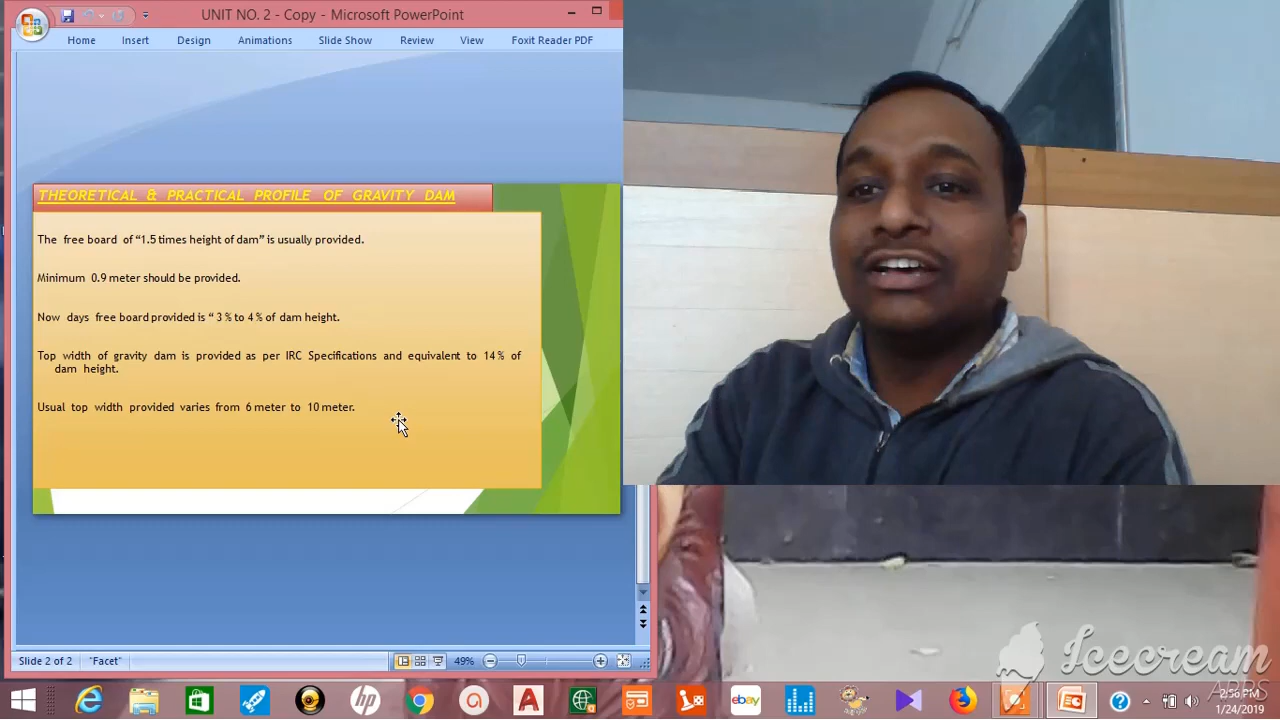 UNIT NO. 2 - Copy - Microsoft PowerPoint
Home Insert Design Animations Slide Show Review View Foxit Reader PDF
THEORETICAL & PRACTICAL PROFILE OF GRAVITY DAM
The free board of “1.5 times height of dam” is usually provided.
Minimum 0.9 meter should be provided.
Now days free board provided is “ 3 % to 4 % of dam height.
Top width of gravity dam is provided as per IRC Specifications and equivalent to 14 % of
dam height.
Usual top width provided varies from 6 meter to 10 meter.
Slide 2 of 2 "Facet" 49%
Icecream
APPS
hp
ebay
2:56 PM
1/24/2019